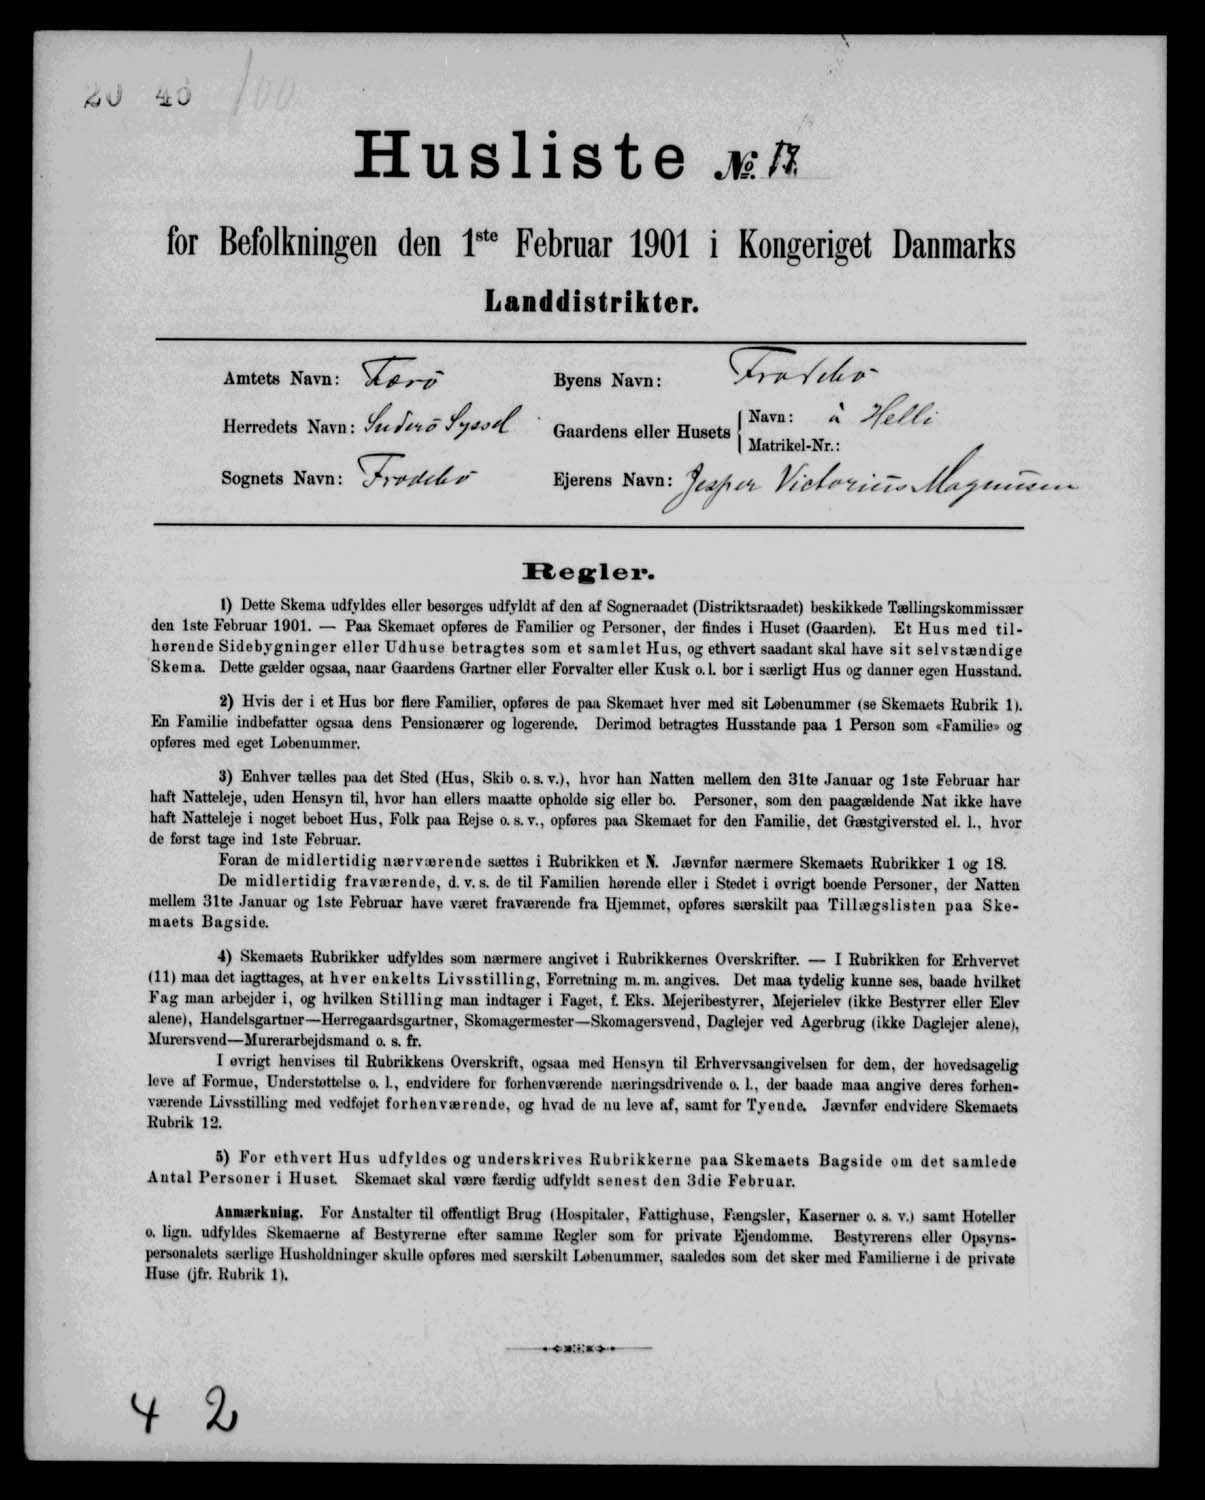 20 43 100
Husliste No. 17.
for Befolkningen den 1ste Februar 1901 i Kongeriget Danmarks
Landdistrikter.
Amtets Navn: Færö
Byens Navn: Frodebö
Herredets Navn: Suderö Syssel
Gaardens eller Husets Navn: à Helli
Matrikel-Nr.:
Sognets Navn: Frodebö
Ejerens Navn: Jesper Victorius Magnusen
Regler.
1) Dette Skema udfyldes eller besørges udfyldt af den af Sogneraadet (Distriktsraadet) beskikkede Tællingskommissær
den 1ste Februar 1901. — Paa Skemaet opføres de Familier og Personer, der findes i Huset (Gaarden). Et Hus med til-
hørende Sidebygninger eller Udhuse betragtes som et samlet Hus, og ethvert saadant skal have sit selvstændige
Skema. Dette gælder ogsaa, naar Gaardens Gartner eller Forvalter eller Kusk o. l. bor i særligt Hus og danner egen Husstand.
2) Hvis der i et Hus bor flere Familier, opføres de paa Skemaet hver med sit Løbenummer (se Skemaets Rubrik 1).
En Familie indbefatter ogsaa dens Pensionærer og logerende. Derimod betragtes Husstande paa 1 Person som «Familie» og
opføres med eget Løbenummer.
3) Enhver tælles paa det Sted (Hus, Skib o. s. v.), hvor han Natten mellem den 31te Januar og 1ste Februar har
haft Natteleje, uden Hensyn til, hvor han ellers maatte opholde sig eller bo. Personer, som den paagældende Nat ikke have
haft Natteleje i noget beboet Hus, Folk paa Rejse o. s. v., opføres paa Skemaet for den Familie, det Gæstgiversted el. l., hvor
de først tage ind 1ste Februar.
Foran de midlertidig nærværende sættes i Rubrikken et N. Jævnfør nærmere Skemaets Rubrikker 1 og 18.
De midlertidig fraværende, d. v. s. de til Familien hørende eller i Stedet i øvrigt boende Personer, der Natten
mellem 31te Januar og 1ste Februar have været fraværende fra Hjemmet, opføres særskilt paa Tillægslisten paa Ske-
maets Bagside.
4) Skemaets Rubrikker udfyldes som nærmere angivet i Rubrikkernes Overskrifter. — I Rubrikken for Erhvervet
(11) maa det iagttages, at hver enkelts Livsstilling, Forretning m. m. angives. Det maa tydelig kunne ses, baade hvilket
Fag man arbejder i, og hvilken Stilling man indtager i Faget, f. Eks. Mejeribestyrer, Mejerielev (ikke Bestyrer eller Elev
alene), Handelsgartner—Herregaardsgartner, Skomagermester—Skomagersvend, Daglejer ved Agerbrug (ikke Daglejer alene),
Murersvend—Murerarbejdsmand o. s. fr.
I øvrigt henvises til Rubrikkens Overskrift, ogsaa med Hensyn til Erhvervsangivelsen for dem, der hovedsagelig
leve af Formue, Understøttelse o. l., endvidere for forhenværende næringsdrivende o. l., der baade maa angive deres forhen-
værende Livsstilling med vedføjet forhenværende, og hvad de nu leve af, samt for Tyende. Jævnfør endvidere Skemaets
Rubrik 12.
5) For ethvert Hus udfyldes og underskrives Rubrikkerne paa Skemaets Bagside om det samlede
Antal Personer i Huset. Skemaet skal være færdig udfyldt senest den 3die Februar.
Anmærkning. For Anstalter til offentligt Brug (Hospitaler, Fattighuse, Fængsler, Kaserner o. s. v.) samt Hoteller
o. lign. udfyldes Skemaerne af Bestyrerne efter samme Regler som for private Ejendomme. Bestyrerens eller Opsyns-
personalets særlige Husholdninger skulle opføres med særskilt Løbenummer, saaledes som det sker med Familierne i de private
Huse (jfr. Rubrik 1).
4 2